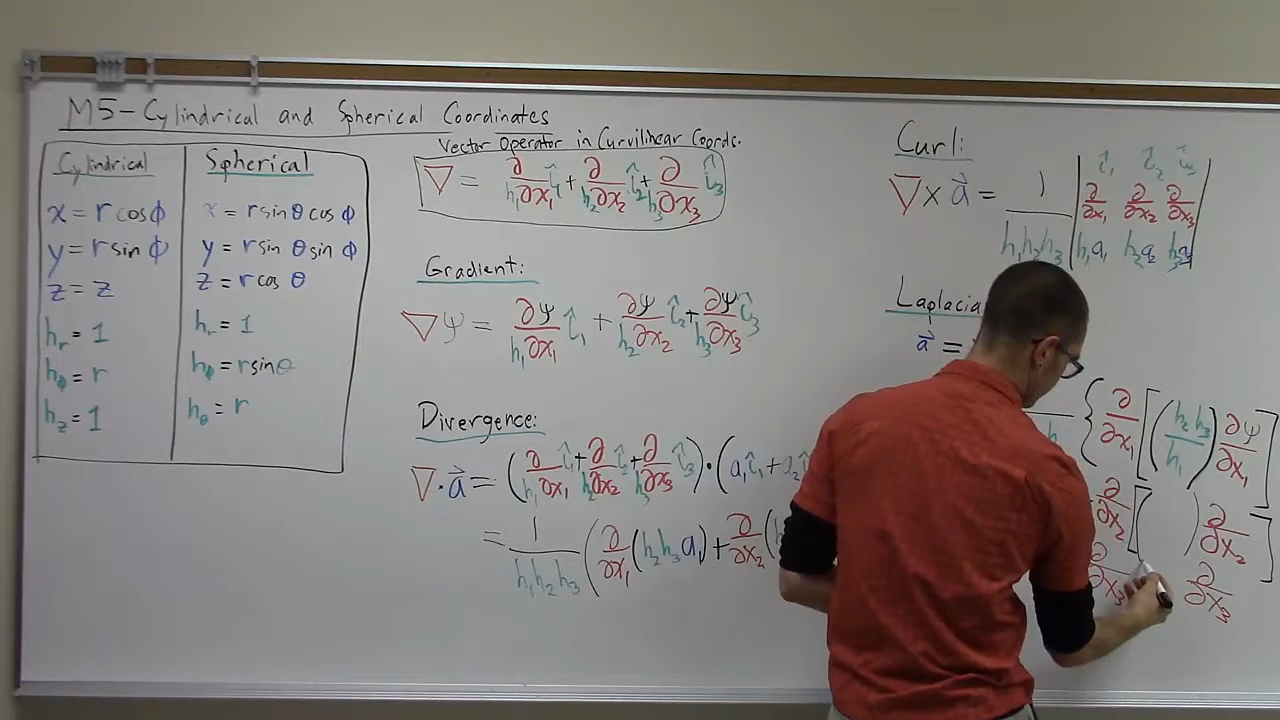 M5-Cylindrical and Spherical Coordinates
Cylindrical
x = r cos ϕ
y = r sin ϕ
z = z
h_r = 1
h_ϕ = r
h_z = 1
Spherical
x = r sin θ cos ϕ
y = r sin θ sin ϕ
z = r cos θ
h_r = 1
h_ϕ = r sin θ
h_θ = r
Vector Operator in Curvilinear Coords.
∇ = ∂/h₁∂x₁ î₁ + ∂/h₂∂x₂ î₂ + ∂/h₃∂x₃ î₃
Gradient:
∇ψ = ∂ψ/h₁∂x₁ î₁ + ∂ψ/h₂∂x₂ î₂ + ∂ψ/h₃∂x₃ î₃
Divergence:
∇·a⃗ = (∂/h₁∂x₁ î₁ + ∂/h₂∂x₂ î₂ + ∂/h₃∂x₃ î₃)·(a₁î₁ + a₂î
= 1/h₁h₂h₃ (∂/∂x₁ (h₂h₃a₁) + ∂/∂x₂ (h
Curl:
∇ x a⃗ = 1/h₁h₂h₃ | î₁ î₂ î₃
∂/∂x₁ ∂/∂x₂ ∂/∂x₃
h₁a₁ h₂a₂ h₃a₃ |
Laplacia
a⃗ =
h {∂/∂x₁ [(h₂h₃/h₁) ∂ψ/∂x₁]
∂/∂x₂ [( ) ∂/∂x₂ ]
∂/∂x₃ ∂/∂x₃